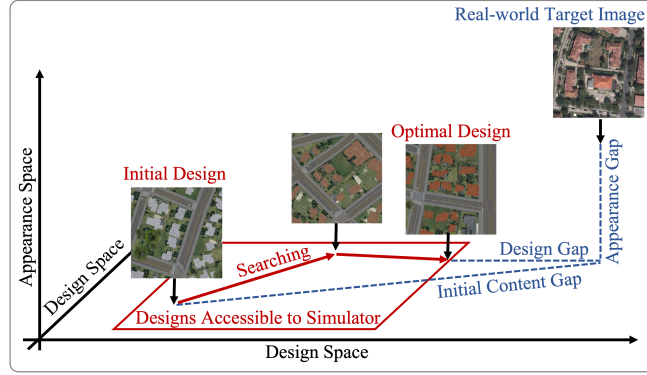 Real-world Target Image
Optimal Design
Initial Design
Appearance Space
Design Space
Searching
Appearance Gap
Design Gap
Initial Content Gap
Designs Accessible to Simulator
Design Space